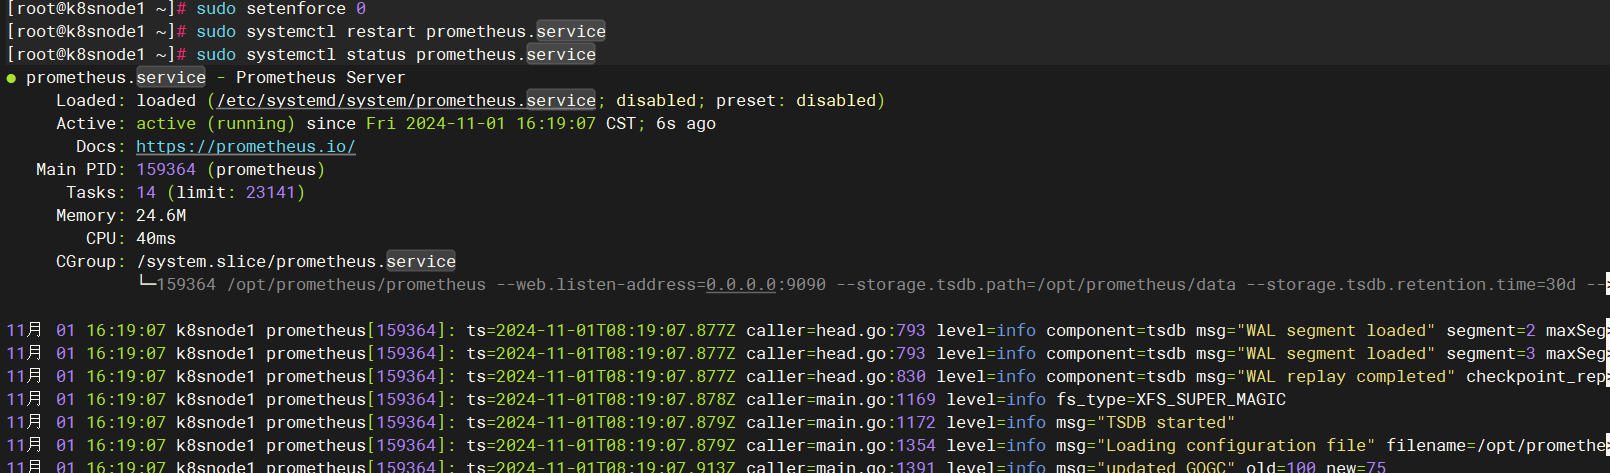 [root@k8snode1 ~]# sudo setenforce 0
[root@k8snode1 ~]# sudo systemctl restart prometheus.service
[root@k8snode1 ~]# sudo systemctl status prometheus.service
● prometheus.service - Prometheus Server
Loaded: loaded (/etc/systemd/system/prometheus.service; disabled; preset: disabled)
Active: active (running) since Fri 2024-11-01 16:19:07 CST; 6s ago
Docs: https://prometheus.io/
Main PID: 159364 (prometheus)
Tasks: 14 (limit: 23141)
Memory: 24.6M
CPU: 40ms
CGroup: /system.slice/prometheus.service
└─159364 /opt/prometheus/prometheus --web.listen-address=0.0.0.0:9090 --storage.tsdb.path=/opt/prometheus/data --storage.tsdb.retention.time=30d --
11月 01 16:19:07 k8snode1 prometheus[159364]: ts=2024-11-01T08:19:07.877Z caller=head.go:793 level=info component=tsdb msg="WAL segment loaded" segment=2 maxSeg
11月 01 16:19:07 k8snode1 prometheus[159364]: ts=2024-11-01T08:19:07.877Z caller=head.go:793 level=info component=tsdb msg="WAL segment loaded" segment=3 maxSeg
11月 01 16:19:07 k8snode1 prometheus[159364]: ts=2024-11-01T08:19:07.877Z caller=head.go:830 level=info component=tsdb msg="WAL replay completed" checkpoint_rep
11月 01 16:19:07 k8snode1 prometheus[159364]: ts=2024-11-01T08:19:07.878Z caller=main.go:1169 level=info fs_type=XFS_SUPER_MAGIC
11月 01 16:19:07 k8snode1 prometheus[159364]: ts=2024-11-01T08:19:07.879Z caller=main.go:1172 level=info msg="TSDB started"
11月 01 16:19:07 k8snode1 prometheus[159364]: ts=2024-11-01T08:19:07.879Z caller=main.go:1354 level=info msg="Loading configuration file" filename=/opt/promethe
11月 01 16:19:07 k8snode1 prometheus[159364]: ts=2024-11-01T08:19:07.913Z caller=main.go:1391 level=info msg="updated GOGC" old=100 new=75